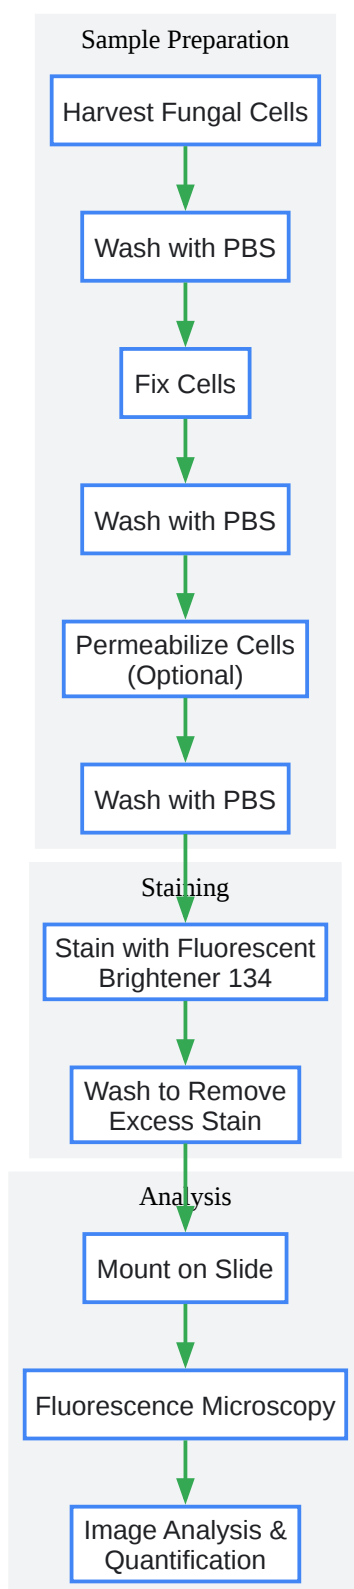 Sample Preparation
Harvest Fungal Cells
Wash with PBS
Fix Cells
Wash with PBS
Permeabilize Cells
(Optional)
Wash with PBS
Staining
Stain with Fluorescent
Brightener 134
Wash to Remove
Excess Stain
Analysis
Mount on Slide
Fluorescence Microscopy
Image Analysis &
Quantification